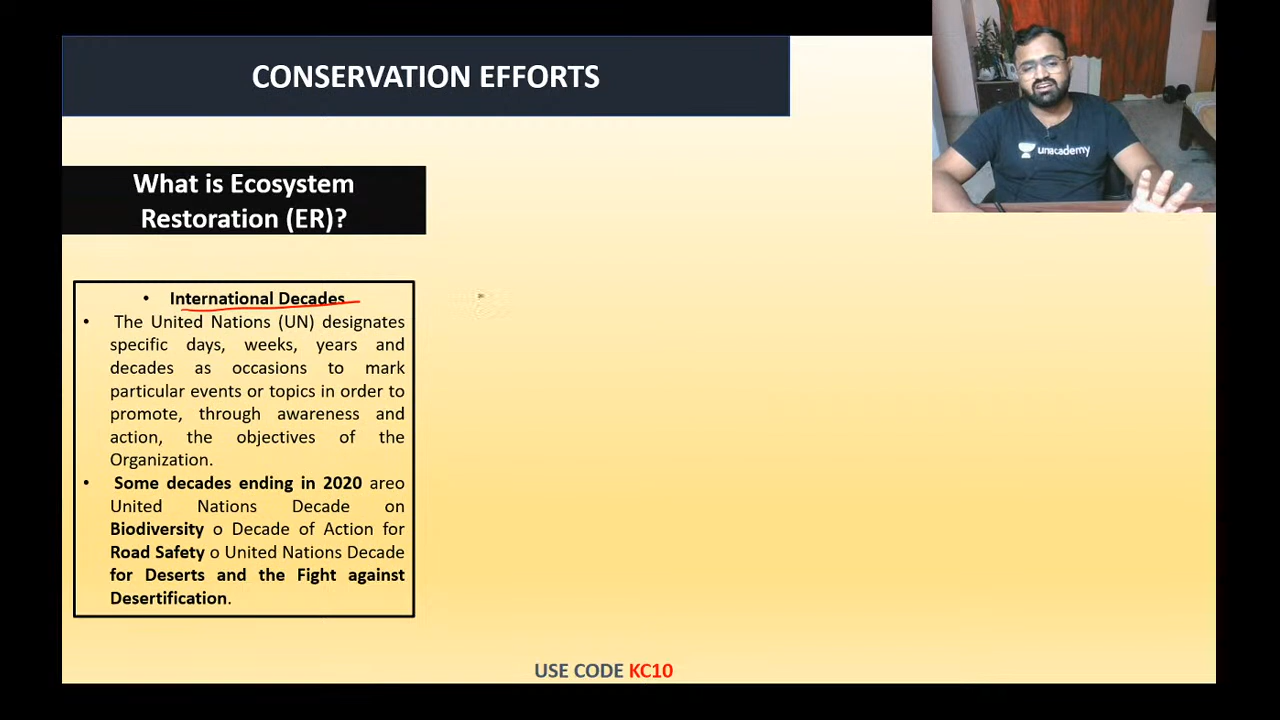 CONSERVATION EFFORTS
unacademy
What is Ecosystem
Restoration (ER)?
• International Decades
• The United Nations (UN) designates
specific days, weeks, years and
decades as occasions to mark
particular events or topics in order to
promote, through awareness and
action, the objectives of the
Organization.
• Some decades ending in 2020 areo
United Nations Decade on
Biodiversity o Decade of Action for
Road Safety o United Nations Decade
for Deserts and the Fight against
Desertification.
USE CODE KC10